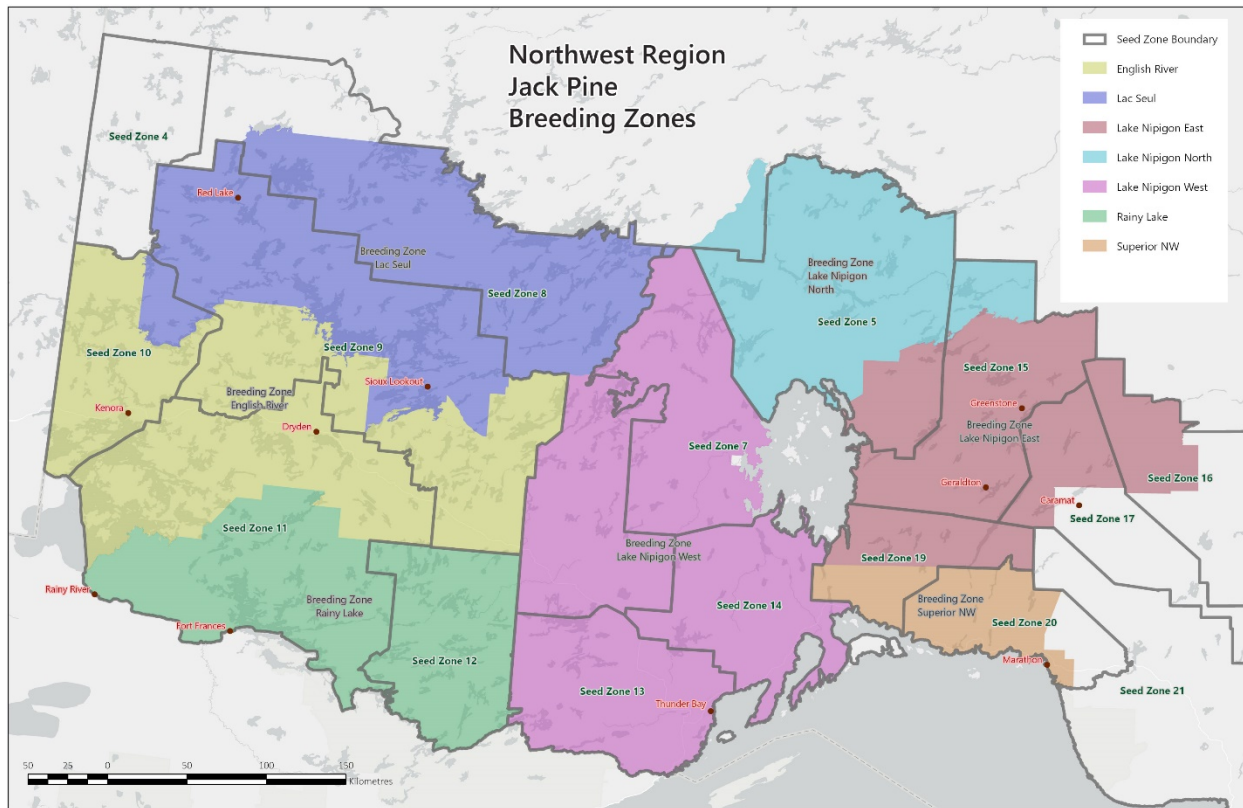 Northwest Region
Jack Pine
Breeding Zones
Seed Zone Boundary
English River
Lac Seul
Lake Nipigon East
Lake Nipigon North
Lake Nipigon West
Rainy Lake
Superior NW
Seed Zone 4
Red Lake
Breeding Zone
Lac Seul
Seed Zone 8
Breeding Zone
Lake Nipigon
North
Seed Zone 5
Seed Zone 10
Seed Zone 9
Sioux Lookout
Kenora
Breeding Zone
English River
Dryden
Seed Zone 15
Greenstone
Breeding Zone
Lake Nipigon East
Seed Zone 7
Geraldton
Seed Zone 16
Caramat
Seed Zone 17
Seed Zone 11
Breeding Zone
Lake Nipigon West
Seed Zone 19
Rainy River
Breeding Zone
Rainy Lake
Fort Frances
Breeding Zone
Superior NW
Seed Zone 14
Seed Zone 20
Seed Zone 12
Marathon
Seed Zone 13
Seed Zone 21
Thunder Bay
50 25 0 50 100 150
Kilometres